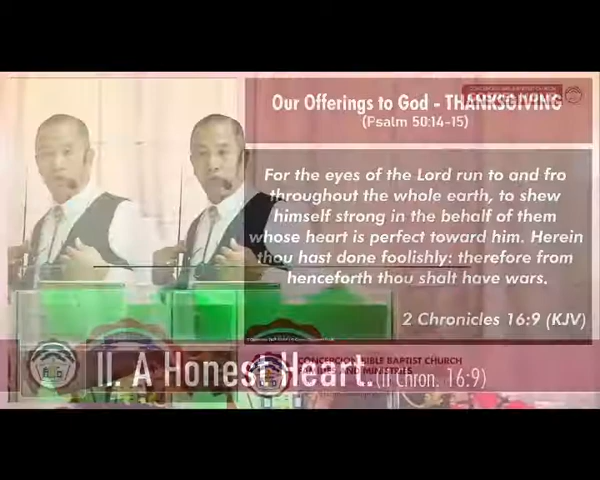 Our Offerings to God - THANKSGIVING
(Psalm 50:14-15)
For the eyes of the Lord run to and fro
throughout the whole earth, to shew
himself strong in the behalf of them
whose heart is perfect toward him. Herein
thou hast done foolishly: therefore from
henceforth thou shalt have wars.
2 Chronicles 16:9 (KJV)
CONCEPCION BIBLE BAPTIST CHURCH
FAMILIES AND MINISTRIES
II. A Honest Heart.(II Chron. 16:9)